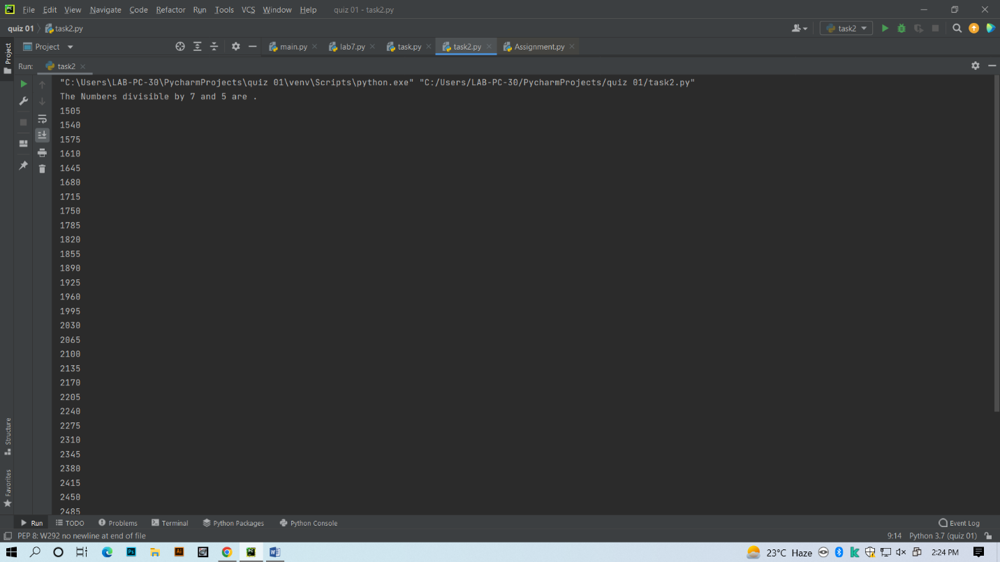 File Edit View Navigate Code Refactor Run Tools VCS Window Help quiz 01 - task2.py
quiz 01 task2.py task2
Project main.py lab7.py task.py task2.py Assignment.py
Project
Run: task2
"C:\Users\LAB-PC-30\PycharmProjects\quiz 01\venv\Scripts\python.exe" "C:/Users/LAB-PC-30/PycharmProjects/quiz 01/task2.py"
The Numbers divisible by 7 and 5 are .
1505
1540
1575
1610
1645
1680
1715
1750
1785
1820
1855
1890
1925
1960
1995
2030
2065
2100
2135
2170
2205
2240
2275
2310
2345
2380
2415
2450
2485
Structure
Favorites
Run TODO Problems Terminal Python Packages Python Console Event Log
PEP 8: W292 no newline at end of file 9:14 Python 3.7 (quiz 01)
Ps Ai PC W 23°C Haze 2:24 PM